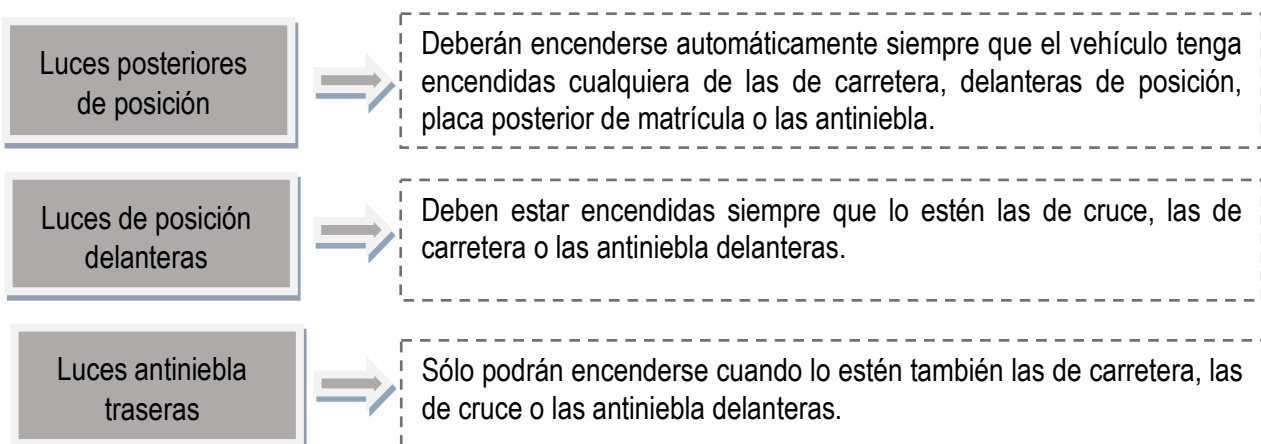 Luces posteriores
de posición
Deberán encenderse automáticamente siempre que el vehículo tenga
encendidas cualquiera de las de carretera, delanteras de posición,
placa posterior de matrícula o las antiniebla.
Luces de posición
delanteras
Deben estar encendidas siempre que lo estén las de cruce, las de
carretera o las antiniebla delanteras.
Luces antiniebla
traseras
Sólo podrán encenderse cuando lo estén también las de carretera, las
de cruce o las antiniebla delanteras.